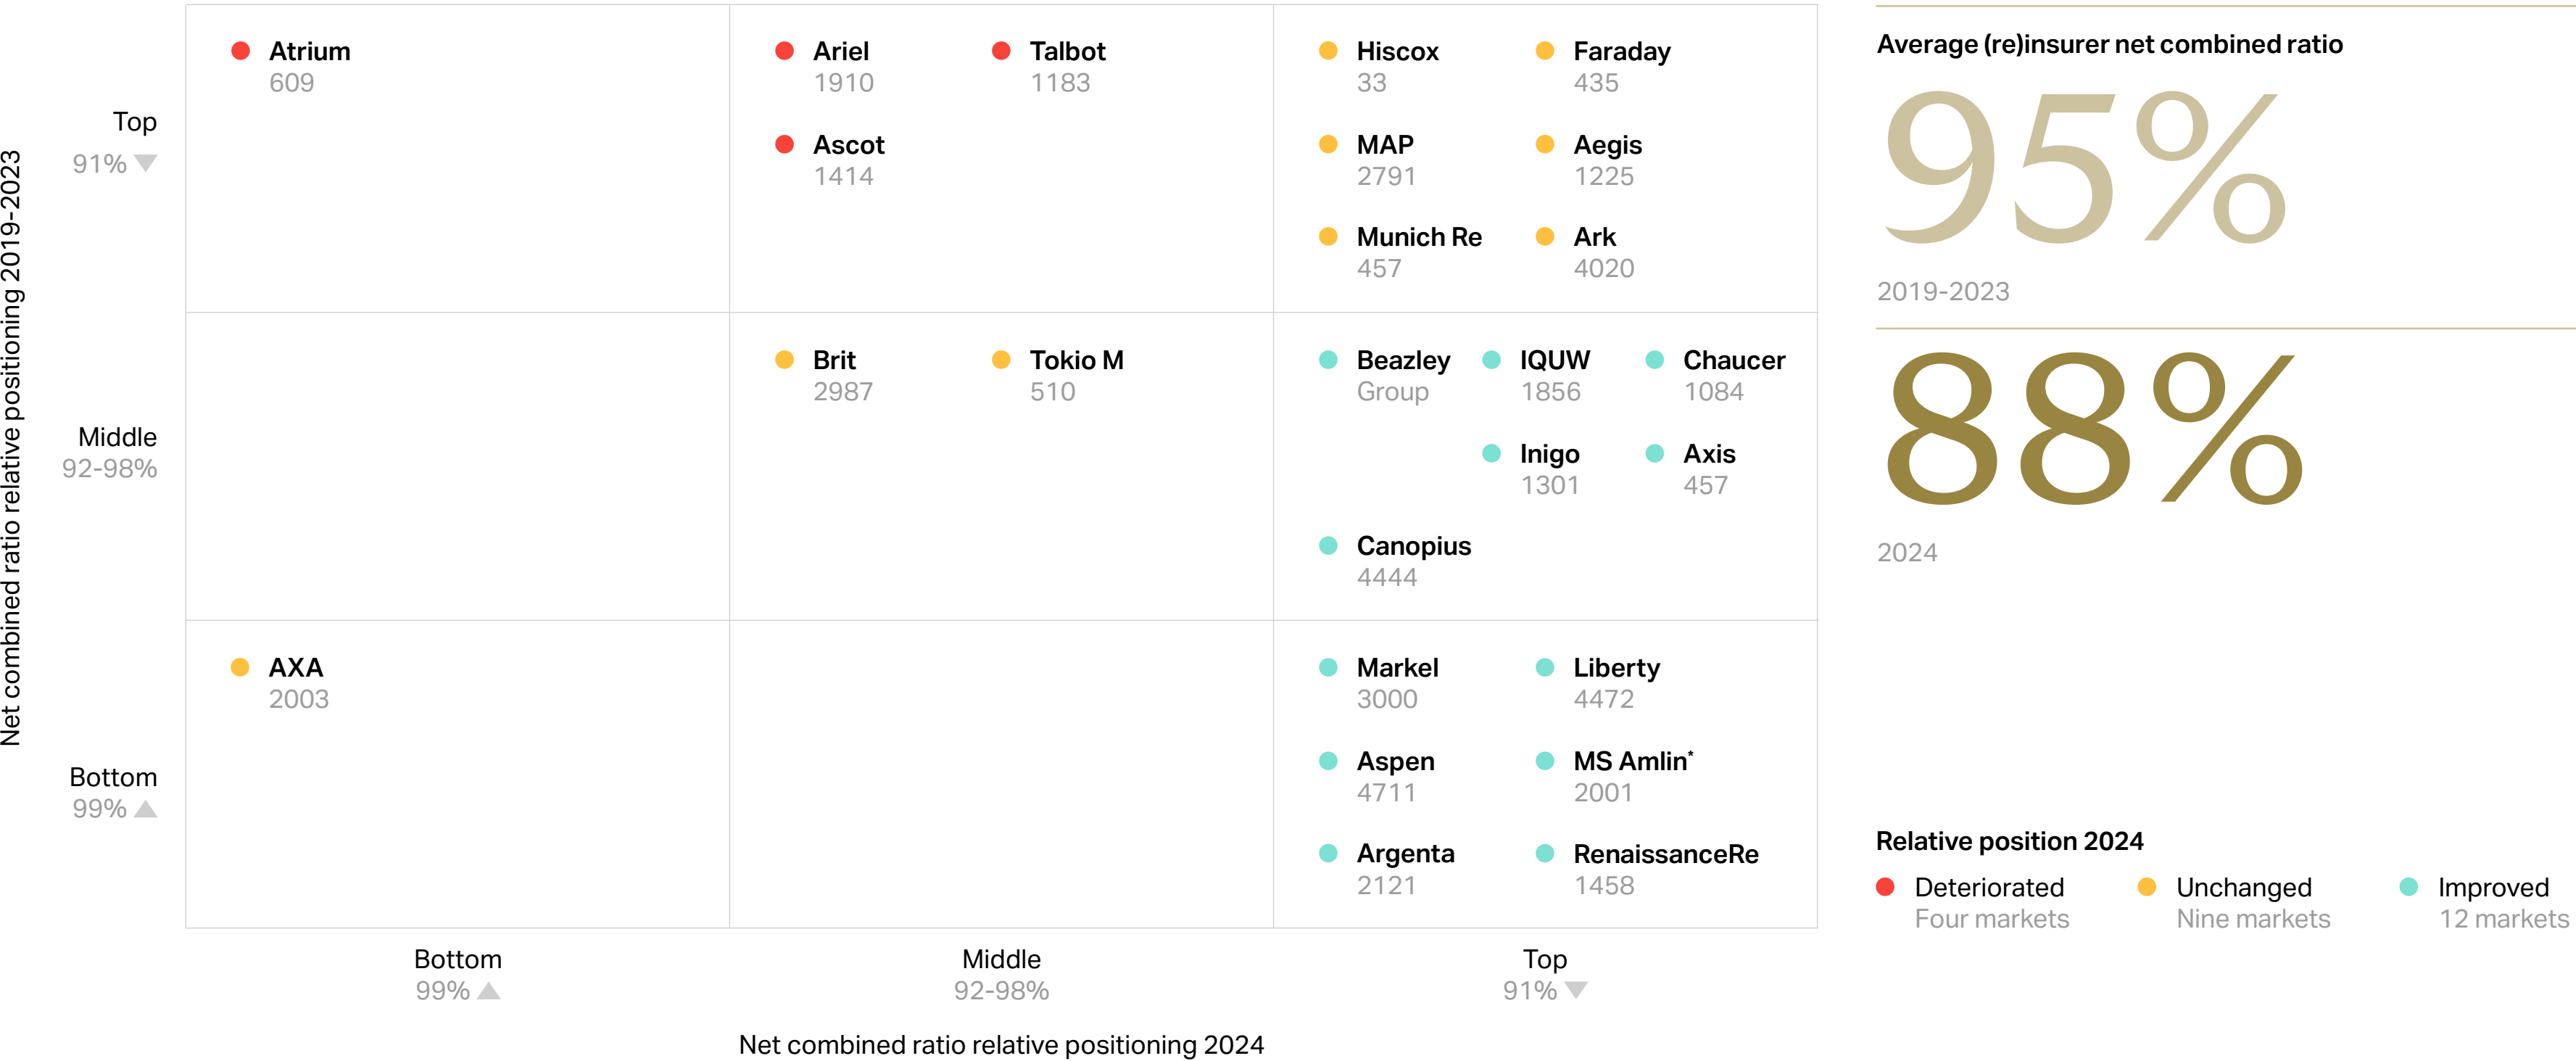 Net combined ratio relative positioning 2019-2023
Top
91%
Middle
92-98%
Bottom
99%
Atrium
609
Ariel
1910
Talbot
1183
Ascot
1414
Hiscox
33
Faraday
435
MAP
2791
Aegis
1225
Munich Re
457
Ark
4020
Brit
2987
Tokio M
510
Beazley
Group
IQUW
1856
Chaucer
1084
Inigo
1301
Axis
457
Canopius
4444
AXA
2003
Markel
3000
Liberty
4472
Aspen
4711
MS Amlin*
2001
Argenta
2121
RenaissanceRe
1458
Bottom
99%
Middle
92-98%
Top
91%
Net combined ratio relative positioning 2024
Average (re)insurer net combined ratio
95%
2019-2023
88%
2024
Relative position 2024
Deteriorated
Four markets
Unchanged
Nine markets
Improved
12 markets